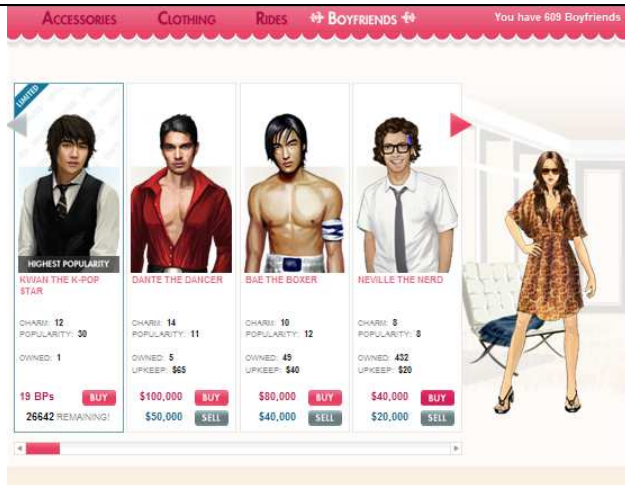 ACCESSORIES CLOTHING RIDES BOYFRIENDS You have 609 Boyfriends
LIMITED
HIGHEST POPULARITY
KWAN THE K-POP STAR
CHARM: 12
POPULARITY: 30
OWNED: 1
19 BPs BUY
26642 REMAINING!
DANTE THE DANCER
CHARM: 14
POPULARITY: 11
OWNED: 5
UPKEEP: $65
$100,000 BUY
$50,000 SELL
BAE THE BOXER
CHARM: 10
POPULARITY: 12
OWNED: 49
UPKEEP: $40
$80,000 BUY
$40,000 SELL
NEVILLE THE NERD
CHARM: 8
POPULARITY: 8
OWNED: 432
UPKEEP: $20
$40,000 BUY
$20,000 SELL